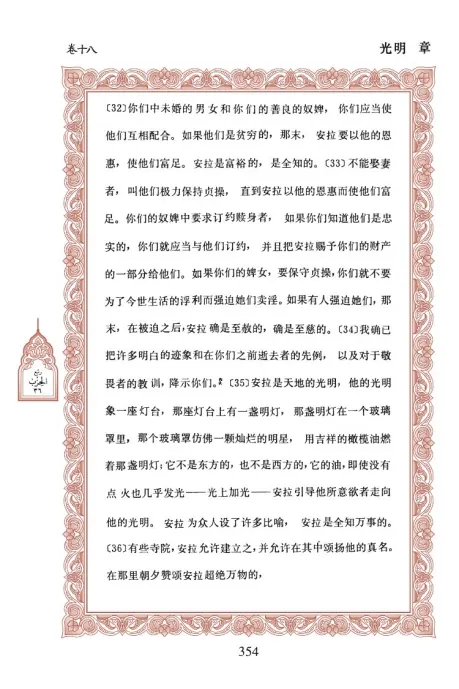 卷十八
光明 章
(32)你们中未婚的男女和你们的善良的奴婢， 你们应当使
他们互相配合。如果他们是贫穷的，那末， 安拉要以他的恩
惠，使他们富足。安拉是富裕的，是全知的。(33)不能娶妻
者，叫他们极力保持贞操， 直到安拉以他的恩惠而使他们富
足。你们的奴婢中要求订约赎身者， 如果你们知道他们是忠
实的，你们就应当与他们订约， 并且把安拉赐予你们的财产
的一部分给他们。如果你们的婢女，要保守贞操，你们就不要
为了今世生活的浮利而强迫她们卖淫。如果有人强迫她们，那
末，在被迫之后，安拉确是至赦的，确是至慈的。(34)我确已
把许多明白的迹象和在你们之前逝去者的先例， 以及对于敬
畏者的教训，降示你们。(35)安拉是天地的光明，他的光明
象一座灯台，那座灯台上有一盏明灯， 那盏明灯在一个玻璃
罩里，那个玻璃罩仿佛一颗灿烂的明星， 用吉祥的橄榄油燃
着那盏明灯；它不是东方的，也不是西方的，它的油，即使没有
点火也几乎发光——光上加光——安拉引导他所意欲者走向
他的光明。 安拉为众人设了许多比喻， 安拉是全知万事的。
(36)有些寺院，安拉允许建立之，并允许在其中颂扬他的真名。
在那里朝夕赞颂安拉超绝万物的，
ربع
الحزب
٣٦
354